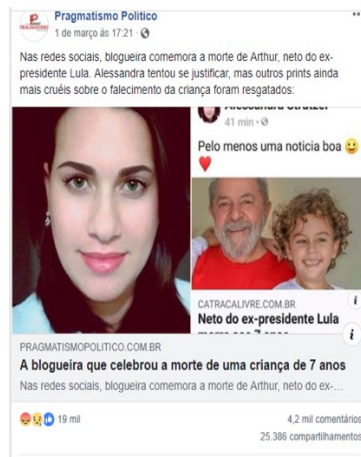 Pragmatismo Politico
1 de março às 17:21 ·
Nas redes sociais, blogueira comemora a morte de Arthur, neto do ex-
presidente Lula. Alessandra tentou se justificar, mas outros prints ainda
mais cruéis sobre o falecimento da criança foram resgatados:
41 min ·
Pelo menos uma noticia boa
CATRACALIVRE.COM.BR
Neto do ex-presidente Lula
PRAGMATISMOPOLITICO.COM.BR
A blogueira que celebrou a morte de uma criança de 7 anos
Nas redes sociais, blogueira comemora a morte de Arthur, neto do ex-...
19 mil
4,2 mil comentários
25.386 compartilhamentos